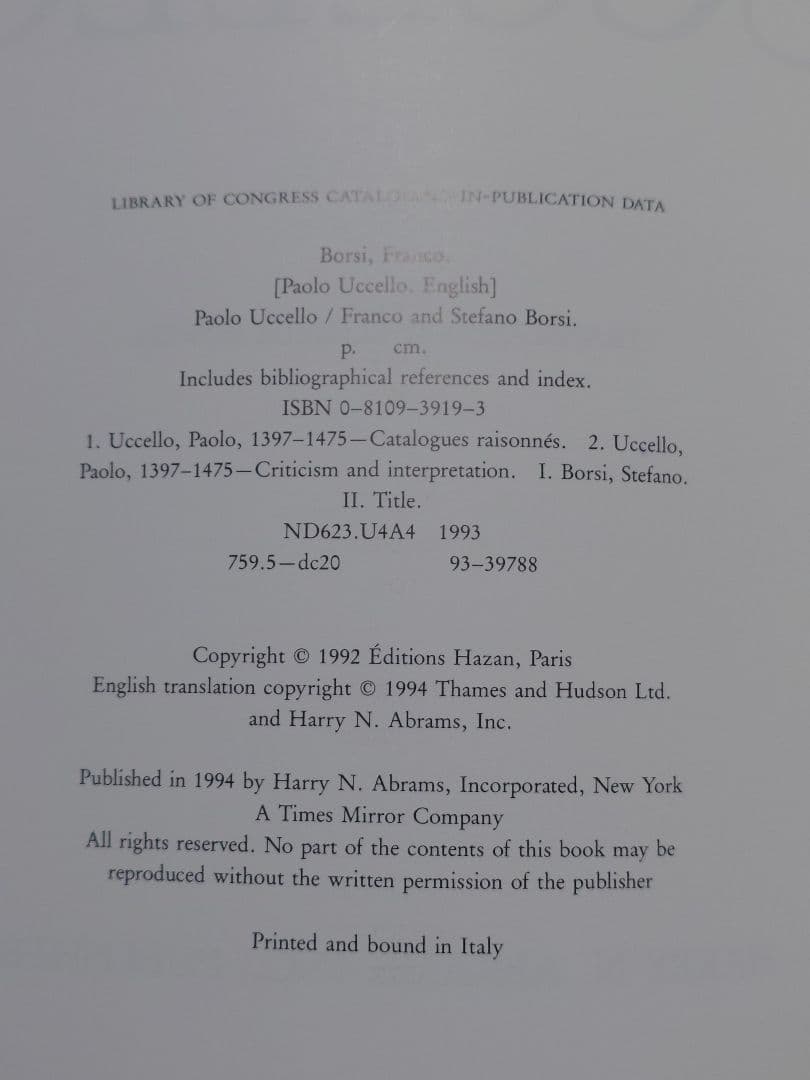 LIBRARY OF CONGRESS CATALOGING-IN-PUBLICATION DATA
Borsi, Franco.
[Paolo Uccello. English]
Paolo Uccello / Franco and Stefano Borsi.
p. cm.
Includes bibliographical references and index.
ISBN 0–8109–3919–3
1. Uccello, Paolo, 1397–1475—Catalogues raisonnés. 2. Uccello,
Paolo, 1397–1475—Criticism and interpretation. I. Borsi, Stefano.
II. Title.
ND623.U4A4 1993
759.5—dc20 93–39788
Copyright © 1992 Éditions Hazan, Paris
English translation copyright © 1994 Thames and Hudson Ltd.
and Harry N. Abrams, Inc.
Published in 1994 by Harry N. Abrams, Incorporated, New York
A Times Mirror Company
All rights reserved. No part of the contents of this book may be
reproduced without the written permission of the publisher
Printed and bound in Italy